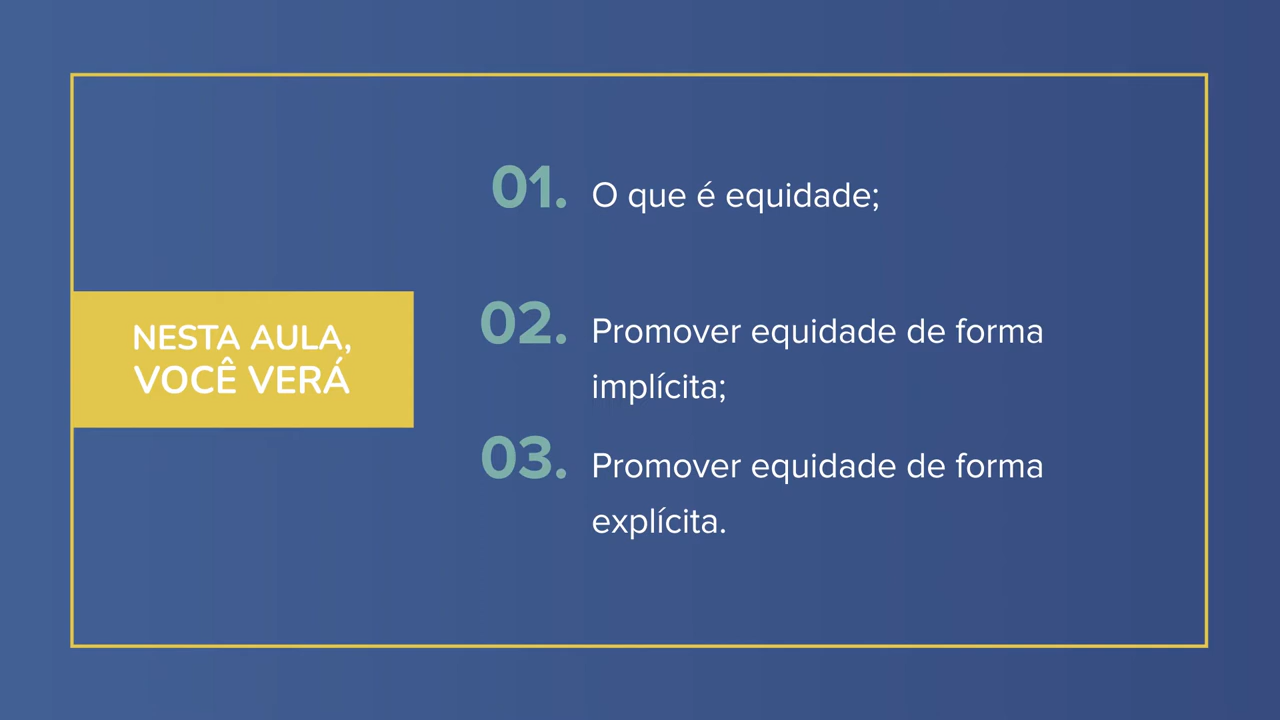 NESTA AULA,
VOCÊ VERÁ
01. O que é equidade;
02. Promover equidade de forma
implícita;
03. Promover equidade de forma
explícita.